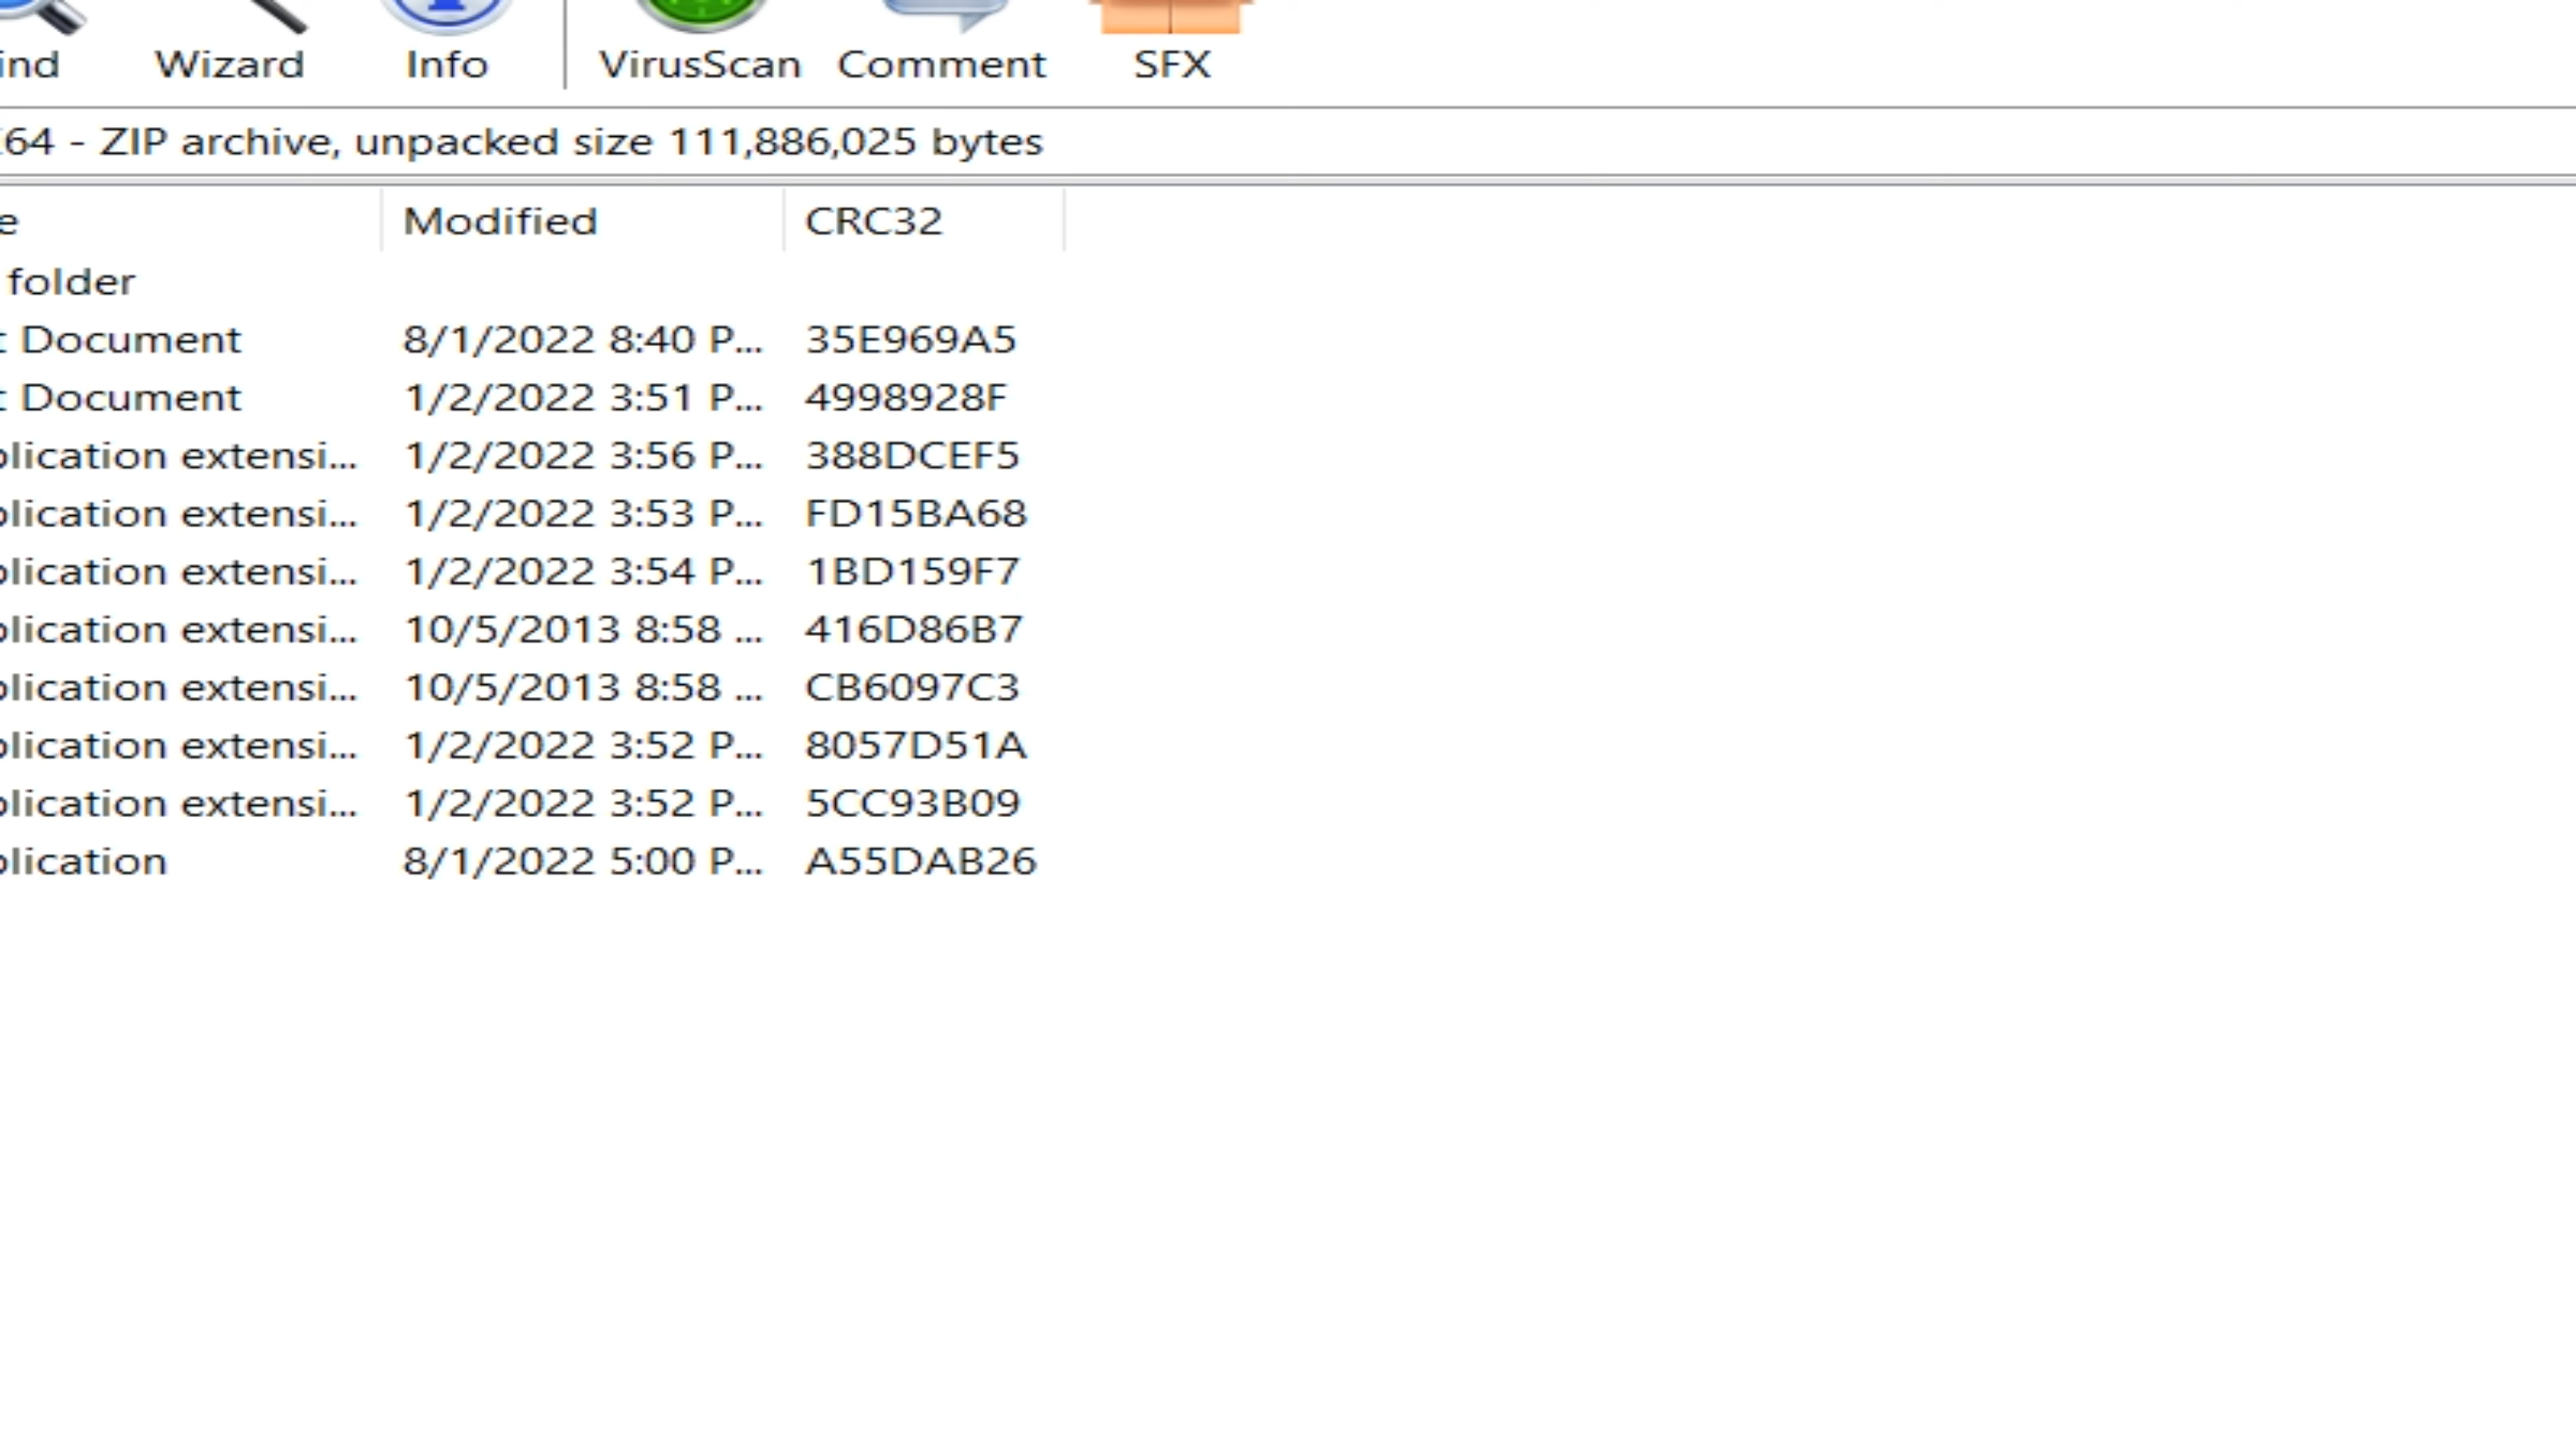 ind Wizard Info VirusScan Comment SFX
64 - ZIP archive, unpacked size 111,886,025 bytes
e Modified CRC32
folder
t Document 8/1/2022 8:40 P... 35E969A5
t Document 1/2/2022 3:51 P... 4998928F
plication extensi... 1/2/2022 3:56 P... 388DCEF5
plication extensi... 1/2/2022 3:53 P... FD15BA68
plication extensi... 1/2/2022 3:54 P... 1BD159F7
plication extensi... 10/5/2013 8:58 ... 416D86B7
plication extensi... 10/5/2013 8:58 ... CB6097C3
plication extensi... 1/2/2022 3:52 P... 8057D51A
plication extensi... 1/2/2022 3:52 P... 5CC93B09
plication 8/1/2022 5:00 P... A55DAB26